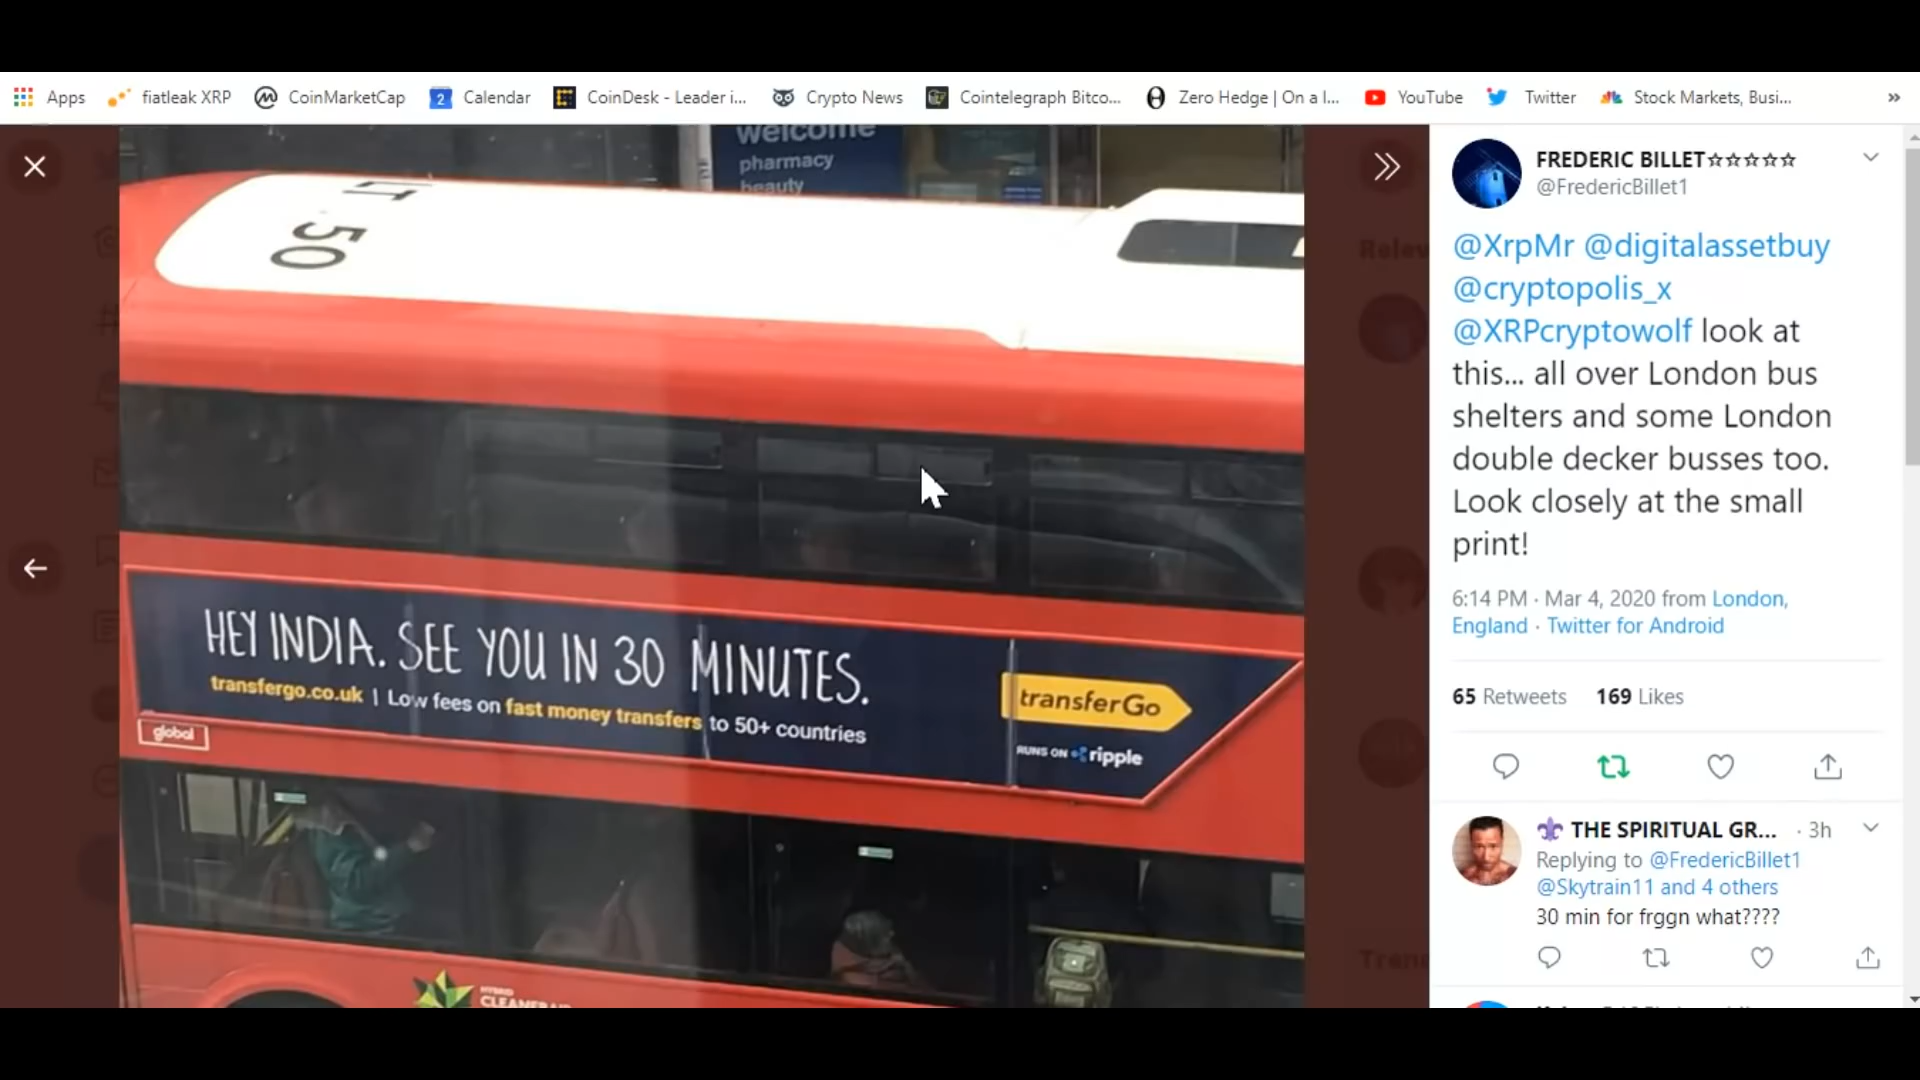 Apps
fiatleak XRP
CoinMarketCap
2
Calendar
CoinDesk - Leader i...
Crypto News
Cointelegraph Bitco...
Zero Hedge | On a l...
YouTube
Twitter
Stock Markets, Busi...
»
welcome
pharmacy
beauty
LT
50
HEY INDIA. SEE YOU IN 30 MINUTES.
transfergo.co.uk | Low fees on fast money transfers to 50+ countries
global
transferGo
RUNS ON ripple
HYBRID
Relev
Tren
FREDERIC BILLET☆☆☆☆☆
@FredericBillet1
@XrpMr @digitalassetbuy
@cryptopolis_x
@XRPcryptowolf look at
this... all over London bus
shelters and some London
double decker busses too.
Look closely at the small
print!
6:14 PM · Mar 4, 2020 from London,
England · Twitter for Android
65 Retweets 169 Likes
THE SPIRITUAL GR... · 3h
Replying to @FredericBillet1
@Skytrain11 and 4 others
30 min for frggn what????